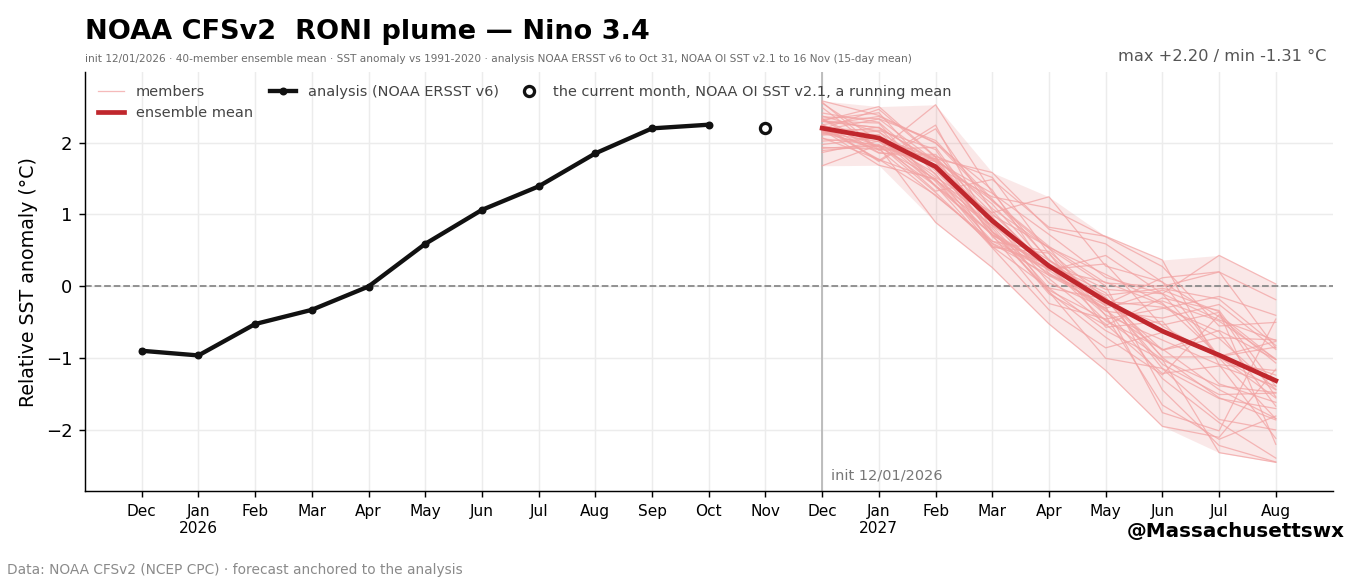 NOAA CFSv2  RONI plume — Nino 3.4
init 12/01/2026 · 40-member ensemble mean · SST anomaly vs 1991-2020 · analysis NOAA ERSST v6 to Oct 31, NOAA OI SST v2.1 to 16 Nov (15-day mean)
max +2.20 / min -1.31 °C
members
ensemble mean
analysis (NOAA ERSST v6)
the current month, NOAA OI SST v2.1, a running mean
Relative SST anomaly (°C)
2
1
0
−1
−2
init 12/01/2026
Dec Jan Feb Mar Apr May Jun Jul Aug Sep Oct Nov Dec Jan Feb Mar Apr May Jun Jul Aug
2026 2027
@Massachusettswx
Data: NOAA CFSv2 (NCEP CPC) · forecast anchored to the analysis